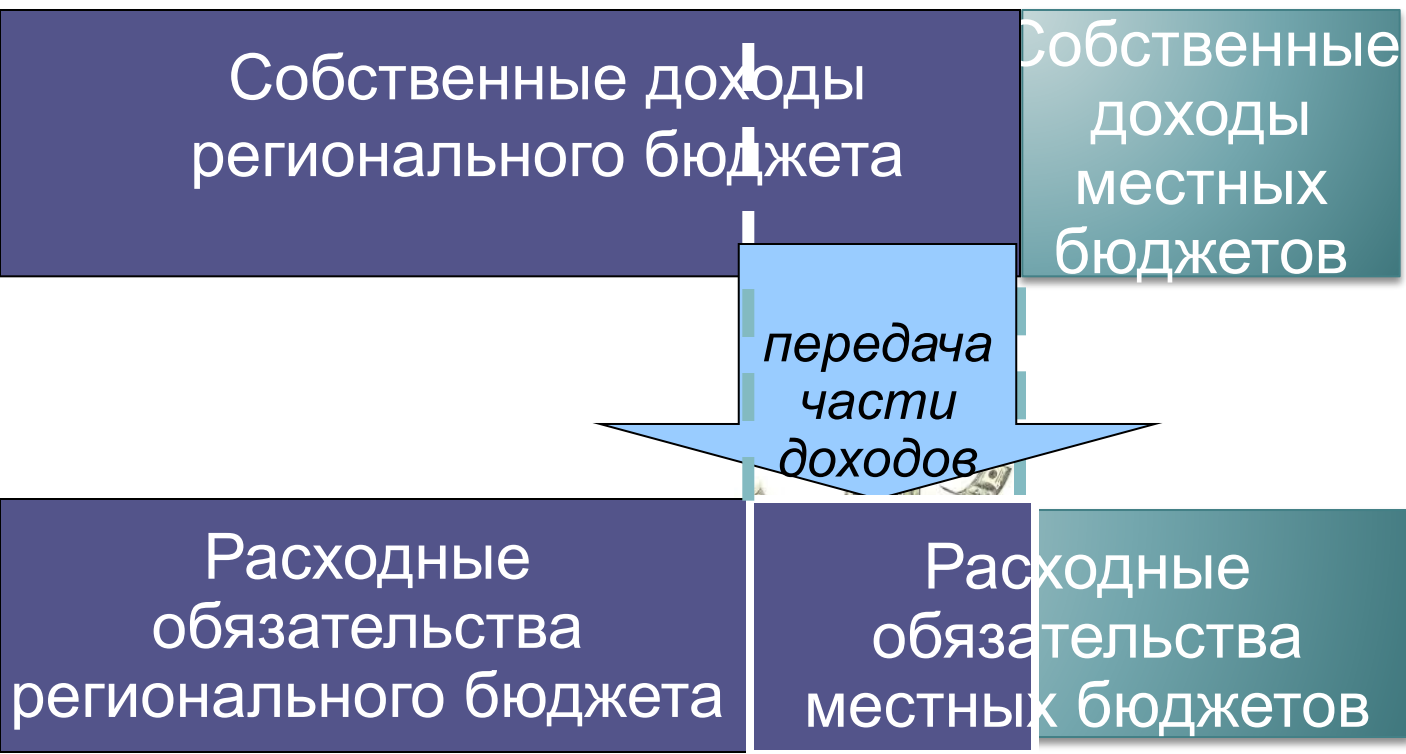 Собственные доходы
регионального бюджета
Собственные
доходы
местных
бюджетов
передача
части
доходов
Расходные
обязательства
регионального бюджета
Расходные
обязательства
местных бюджетов